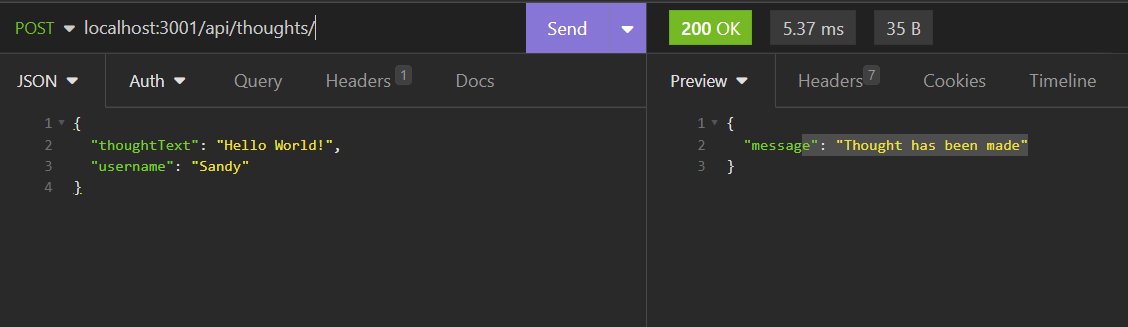 POST localhost:3001/api/thoughts/ Send 200 OK 5.37 ms 35 B
JSON Auth Query Headers 1 Docs Preview Headers 7 Cookies Timeline
1 {
2 "thoughtText": "Hello World!",
3 "username": "Sandy"
4 }
1 {
2 "message": "Thought has been made"
3 }